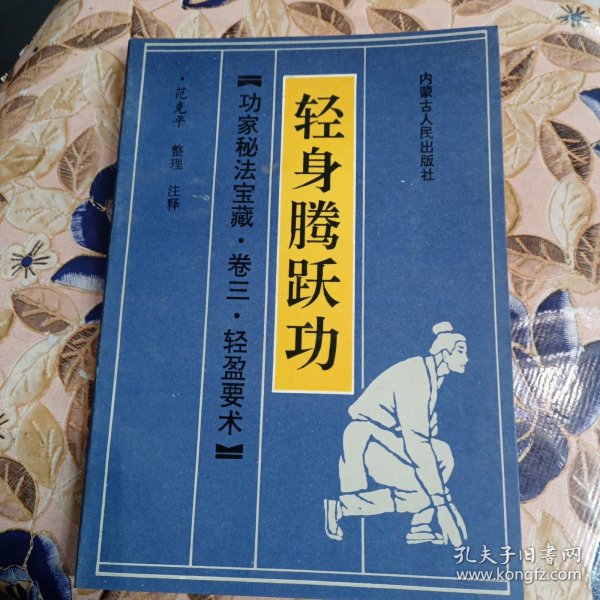 内蒙古人民出版社
轻身腾跃功
【功家秘法宝藏·卷三·轻盈要术】
·范克平 整理 注释
孔夫子旧书网
www.kongfz.com